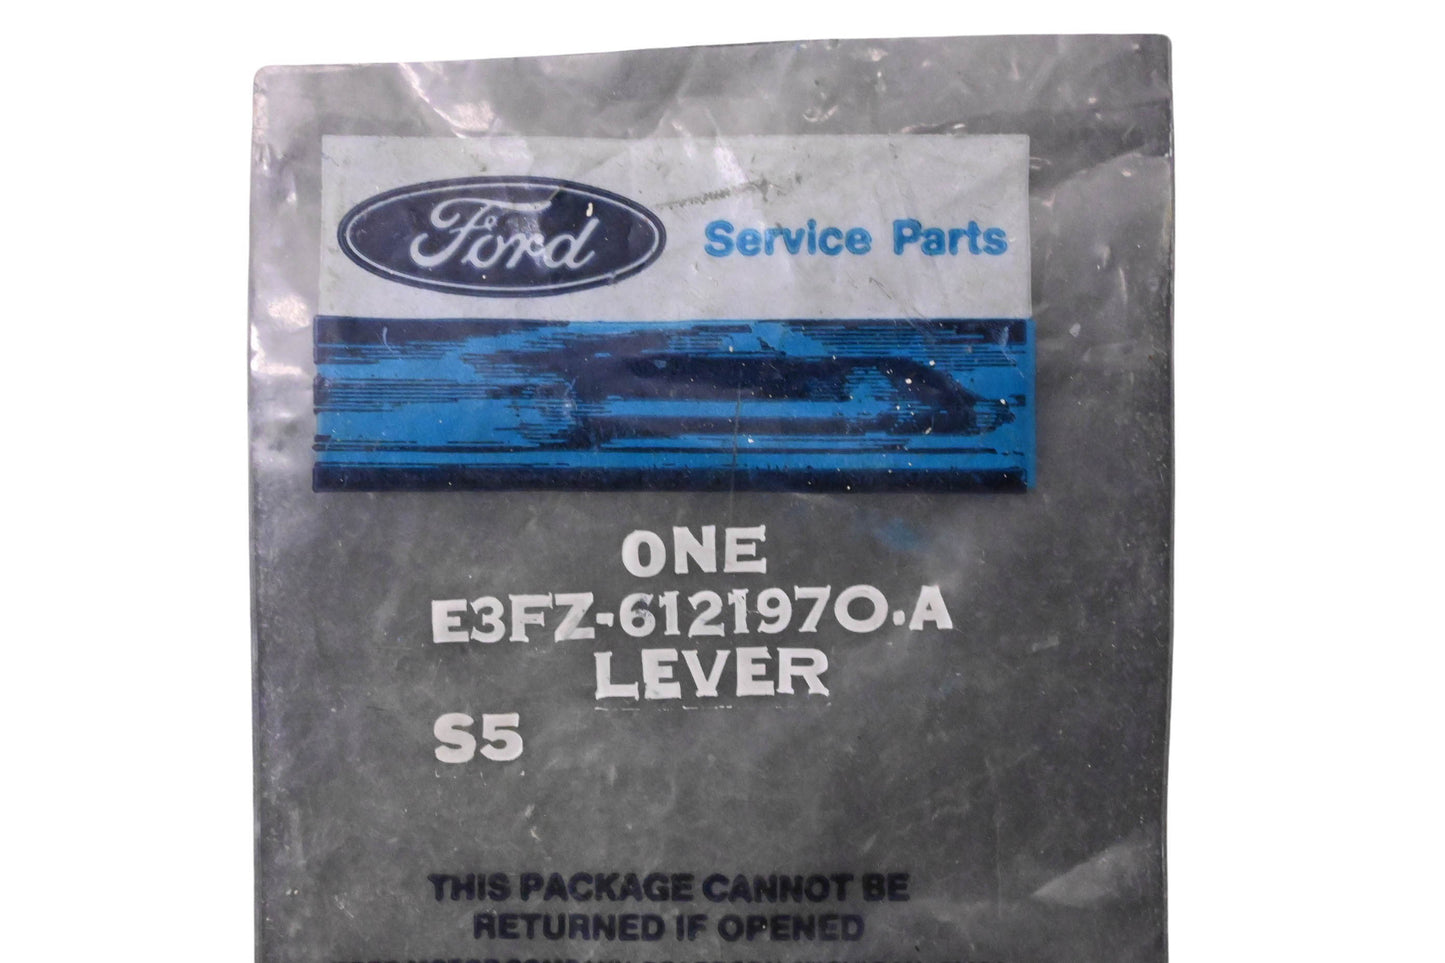 Ford Service Parts
ONE
E3FZ-6121970.A
LEVER
S5
THIS PACKAGE CANNOT BE
RETURNED IF OPENED